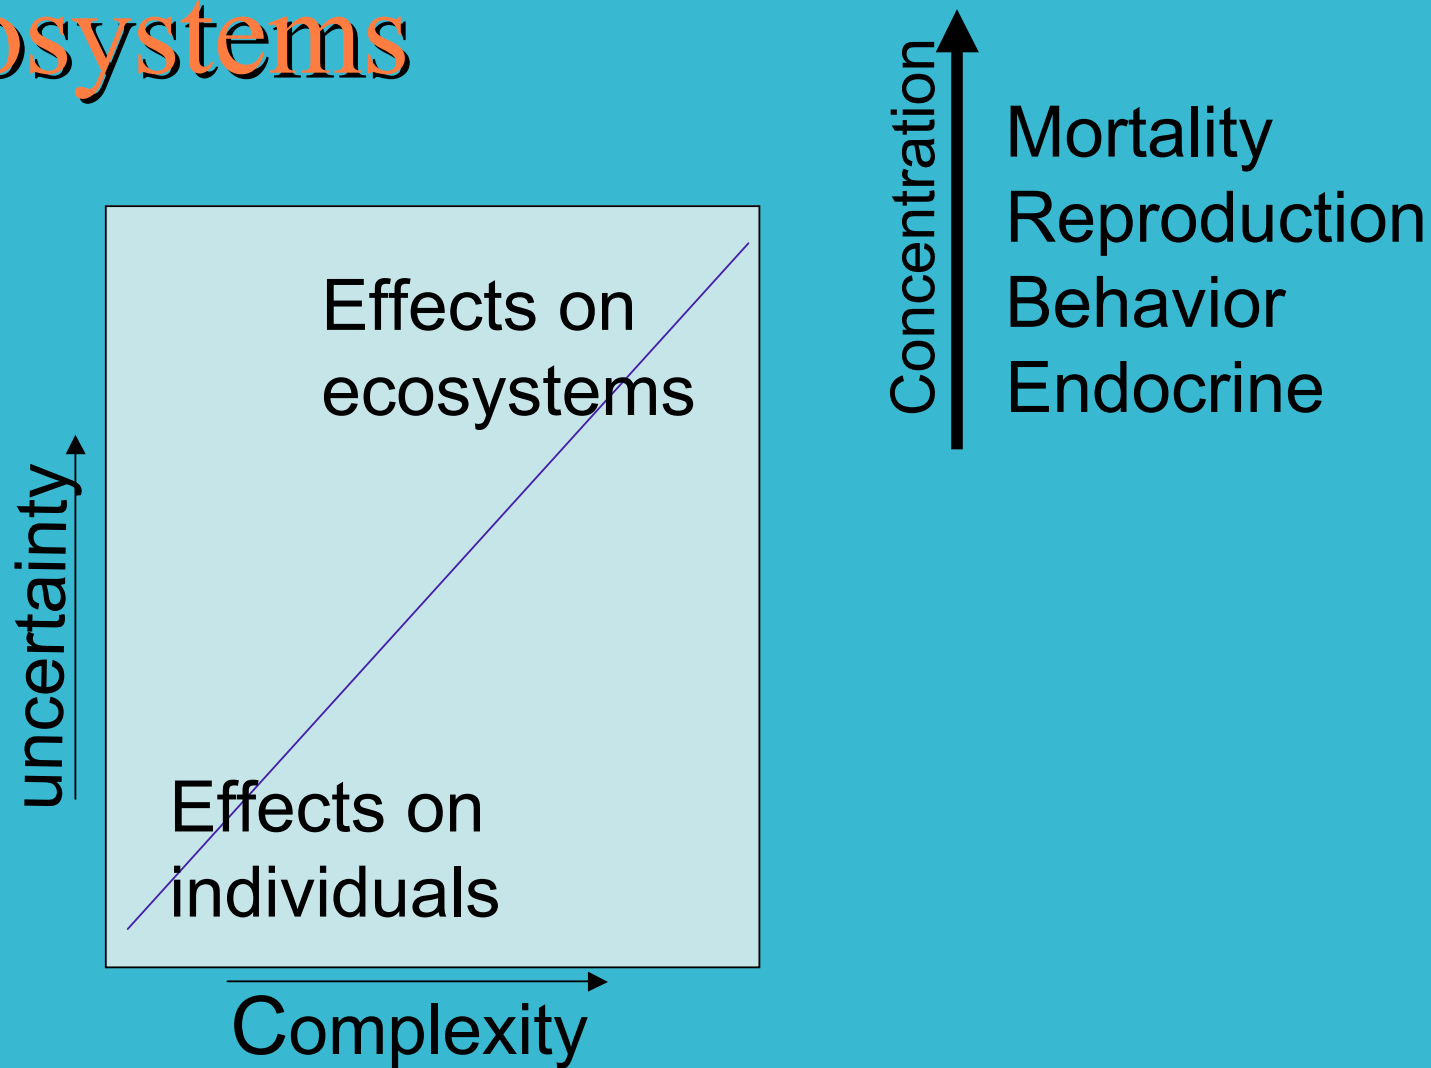 osystems
Concentration
Mortality
Reproduction
Behavior
Endocrine
Effects on
ecosystems
uncertainty
Effects on
individuals
Complexity